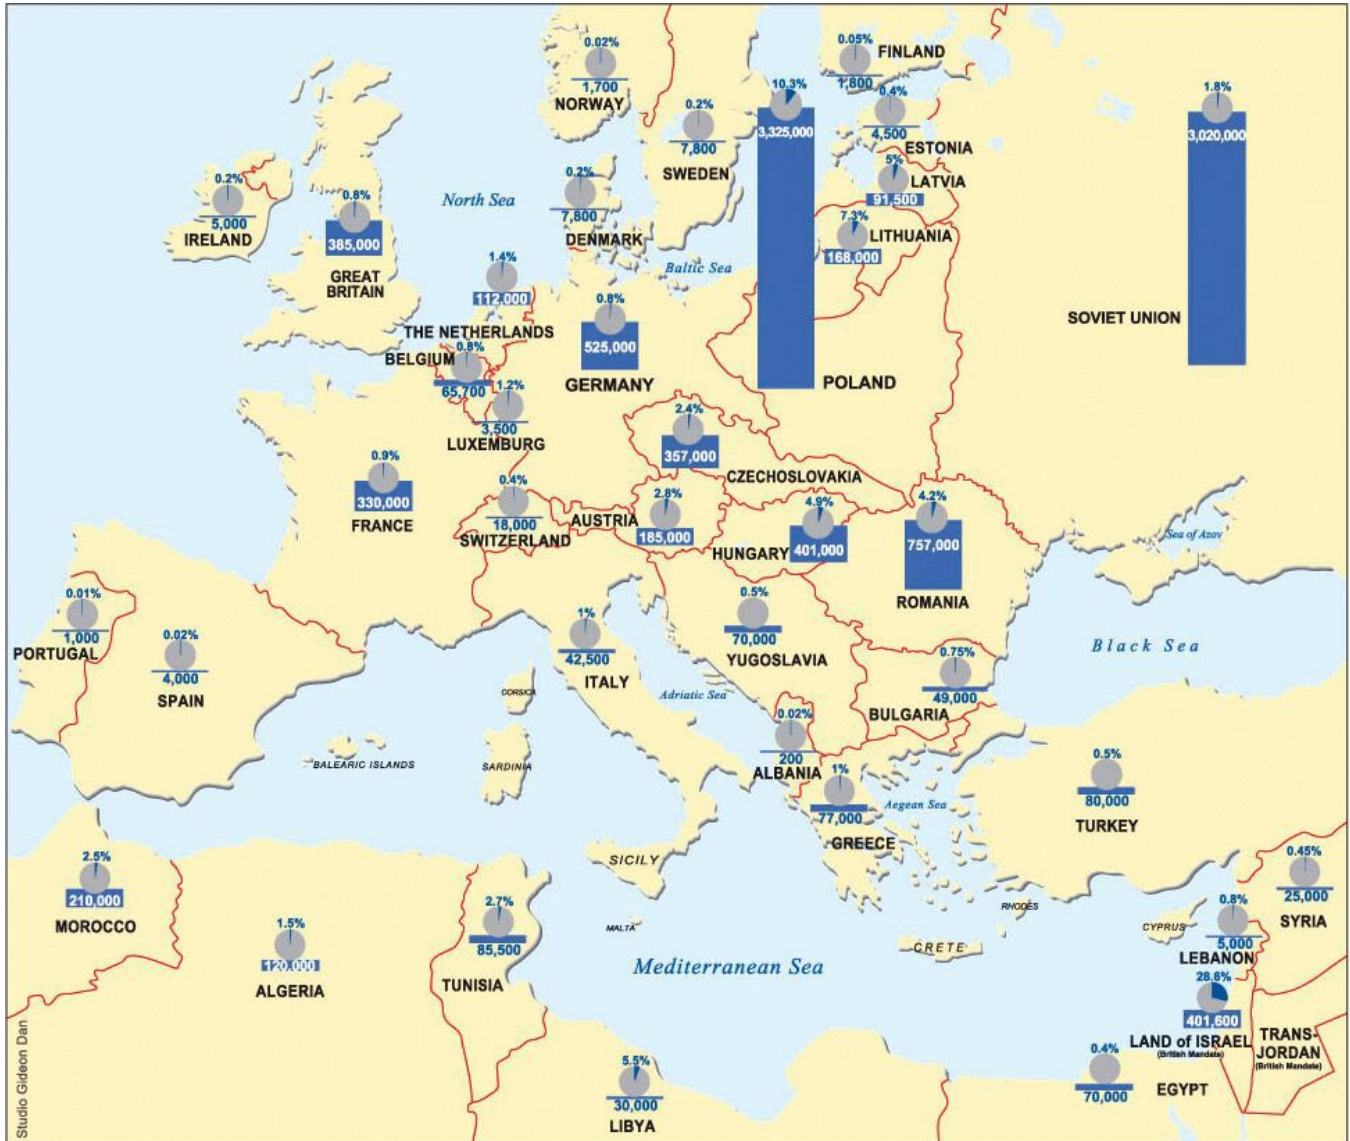 0.02%
1,700
NORWAY
0.05%
FINLAND
1,800
10.3%
3,325,000
POLAND
1.8%
3,020,000
SOVIET UNION
0.2%
7,800
SWEDEN
0.4%
4,500
ESTONIA
5%
LATVIA
91,500
7.3%
LITHUANIA
168,000
0.2%
5,000
IRELAND
0.8%
385,000
GREAT
BRITAIN
North Sea
0.2%
7,800
DENMARK
Baltic Sea
1.4%
112,000
THE NETHERLANDS
0.8%
BELGIUM
65,700
0.8%
525,000
GERMANY
1.2%
3,500
LUXEMBURG
2.4%
357,000
CZECHOSLOVAKIA
0.9%
330,000
FRANCE
0.4%
18,000
SWITZERLAND
2.8%
AUSTRIA
185,000
4.9%
HUNGARY
401,000
4.2%
757,000
ROMANIA
Sea of Azov
0.01%
1,000
PORTUGAL
0.02%
4,000
SPAIN
1%
42,500
ITALY
0.5%
70,000
YUGOSLAVIA
Black Sea
0.75%
49,000
BULGARIA
CORSICA
Adriatic Sea
0.02%
200
ALBANIA
BALEARIC ISLANDS
SARDINIA
1%
77,000
GREECE
Aegean Sea
0.5%
80,000
TURKEY
2.5%
210,000
MOROCCO
1.5%
120,000
ALGERIA
2.7%
85,500
TUNISIA
SICILY
MALTA
RHODES
CRETE
CYPRUS
0.45%
25,000
SYRIA
0.8%
5,000
LEBANON
Mediterranean Sea
28.6%
401,600
LAND of ISRAEL
(British Mandate)
TRANS-
JORDAN
(British Mandate)
0.4%
70,000
EGYPT
5.5%
30,000
LIBYA
Studio Gideon Dan